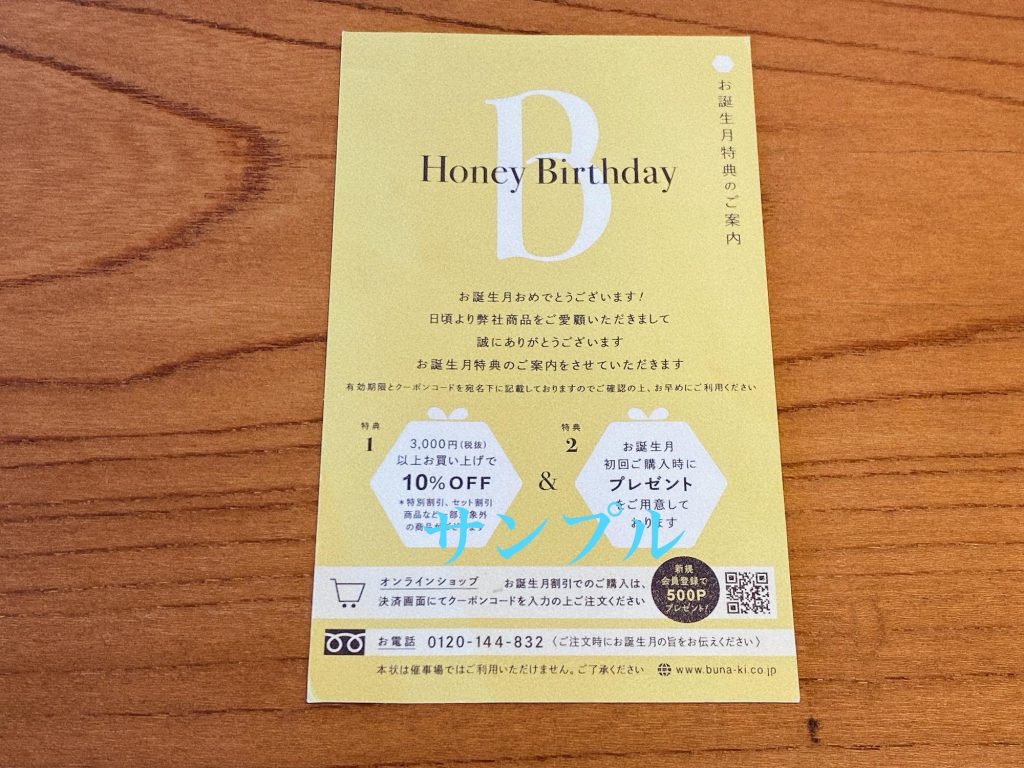 お誕生月特典のご案内
B
Honey Birthday
お誕生月おめでとうございます!
日頃より弊社商品をご愛顧いただきまして
誠にありがとうございます
お誕生月特典のご案内をさせていただきます
有効期限とクーポンコードを宛名下に記載しておりますのでご確認の上、お早めにご利用ください
特典
1
3,000円(税抜)
以上お買い上げで
10%OFF
*特別割引、セット割引
商品など一部対象外
の商品が
&
特典
2
お誕生月
初回ご購入時に
プレゼント
をご用意して
おります
サンプル
オンラインショップ お誕生月割引でのご購入は、
決済画面にてクーポンコードを入力の上ご注文ください
新規
会員登録で
500P
プレゼント!
お電話 0120-144-832 〈ご注文時にお誕生月の旨をお伝えください〉
本状は催事場ではご利用いただけません。ご了承ください www.buna-ki.co.jp